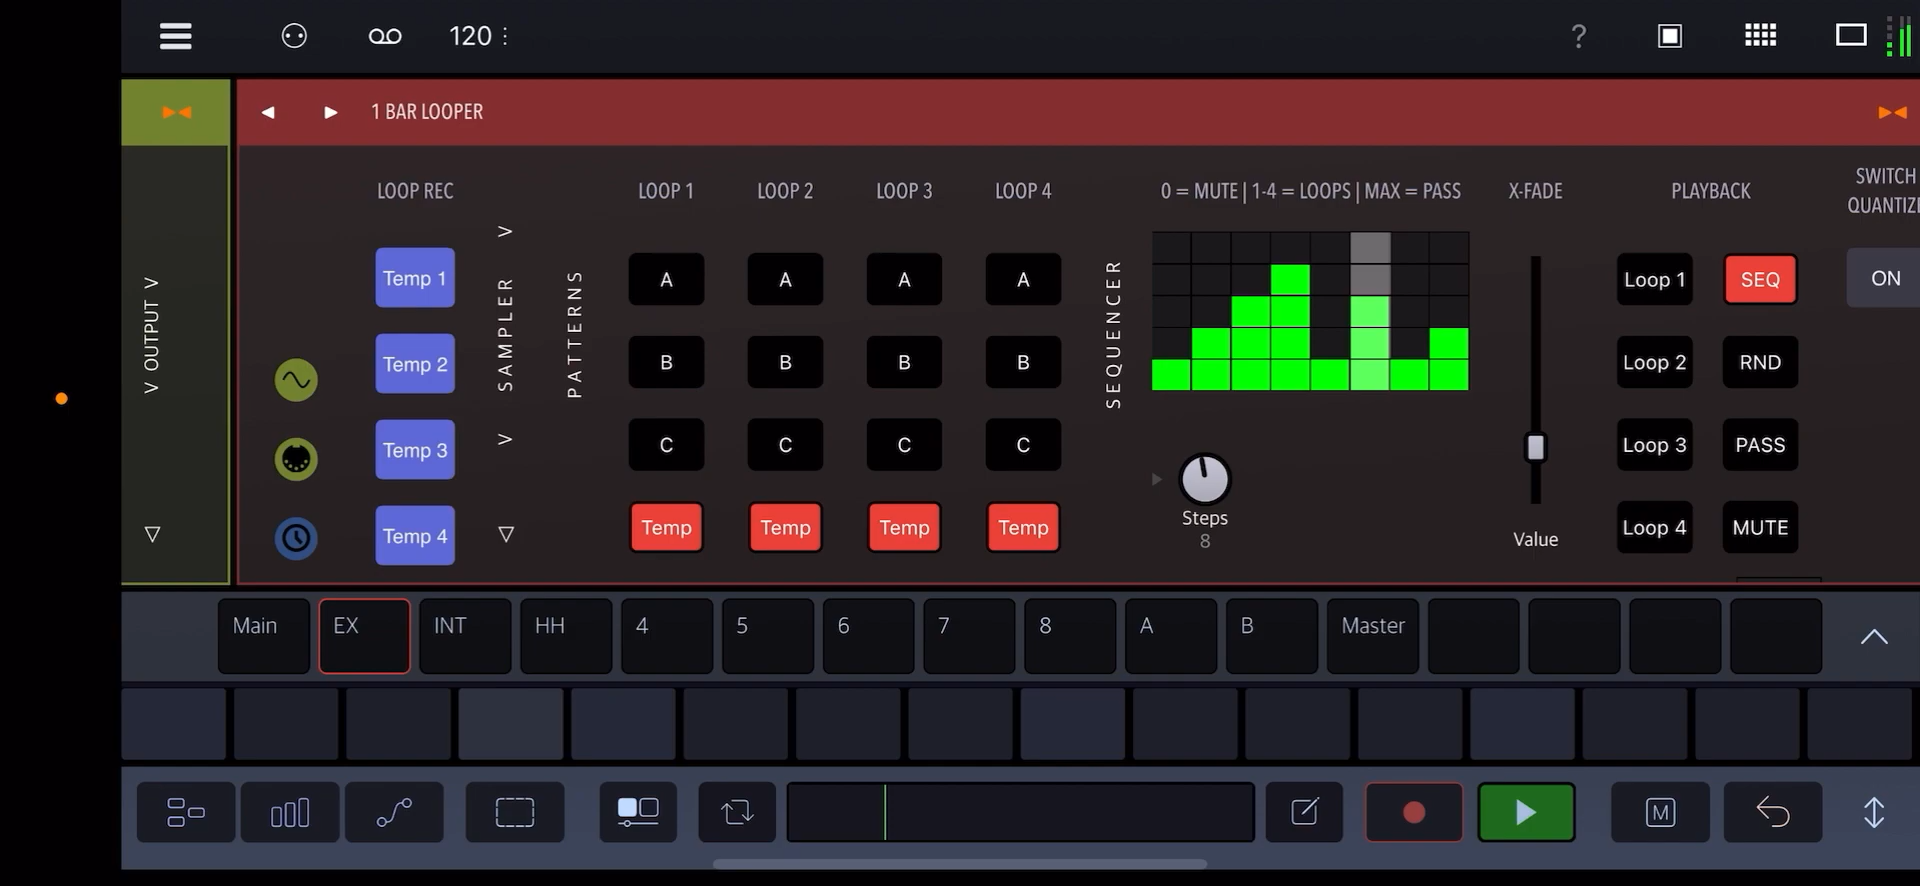 120
?
1 BAR LOOPER
LOOP REC
LOOP 1
LOOP 2
LOOP 3
LOOP 4
0 = MUTE | 1-4 = LOOPS | MAX = PASS
X-FADE
PLAYBACK
SWITCH
QUANTIZE
V OUTPUT V
Temp 1
Temp 2
Temp 3
Temp 4
SAMPLER
PATTERNS
A
A
A
A
B
B
B
B
C
C
C
C
Temp
Temp
Temp
Temp
SEQUENCER
Steps
8
Value
Loop 1
SEQ
ON
Loop 2
RND
Loop 3
PASS
Loop 4
MUTE
Main
EX
INT
HH
4
5
6
7
8
A
B
Master
M